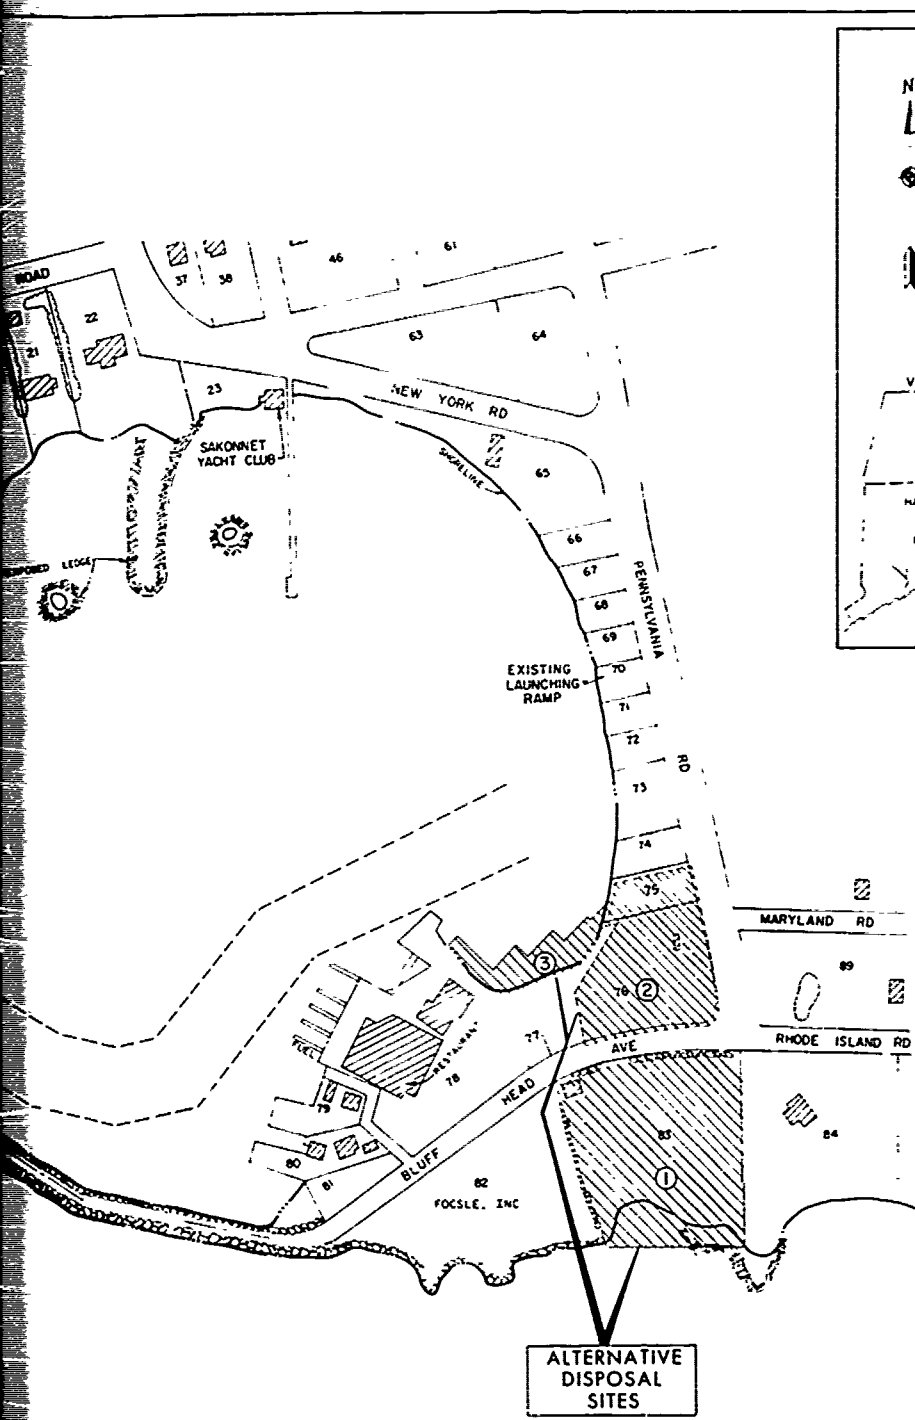 N
ROAD
37
38
46
61
22
21
23
63
64
NEW YORK RD
SAKONNET
YACHT CLUB
SHORELINE
65
66
EXPOSED LEDGE
67
PENNSYLVANIA
68
69
EXISTING
LAUNCHING
RAMP
70
71
72
RD
73
74
75
MARYLAND RD
3
89
76
2
77
AVE
RHODE ISLAND RD
FUEL
RESTAURANT
78
HEAD
79
83
84
80
BLUFF
1
81
82
FOCSLE, INC
ALTERNATIVE
DISPOSAL
SITES